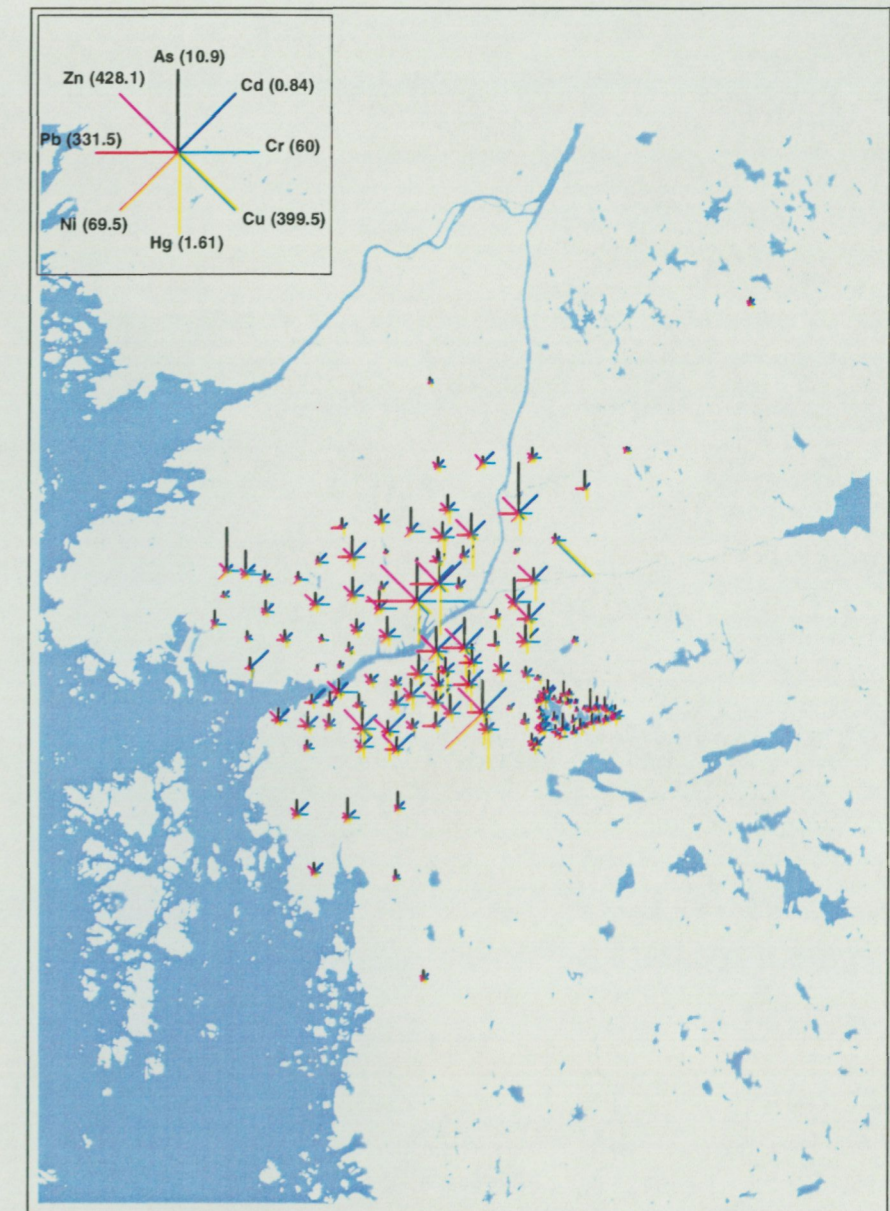 As (10.9)
Zn (428.1)
Cd (0.84)
Pb (331.5)
Cr (60)
Ni (69.5)
Cu (399.5)
Hg (1.61)